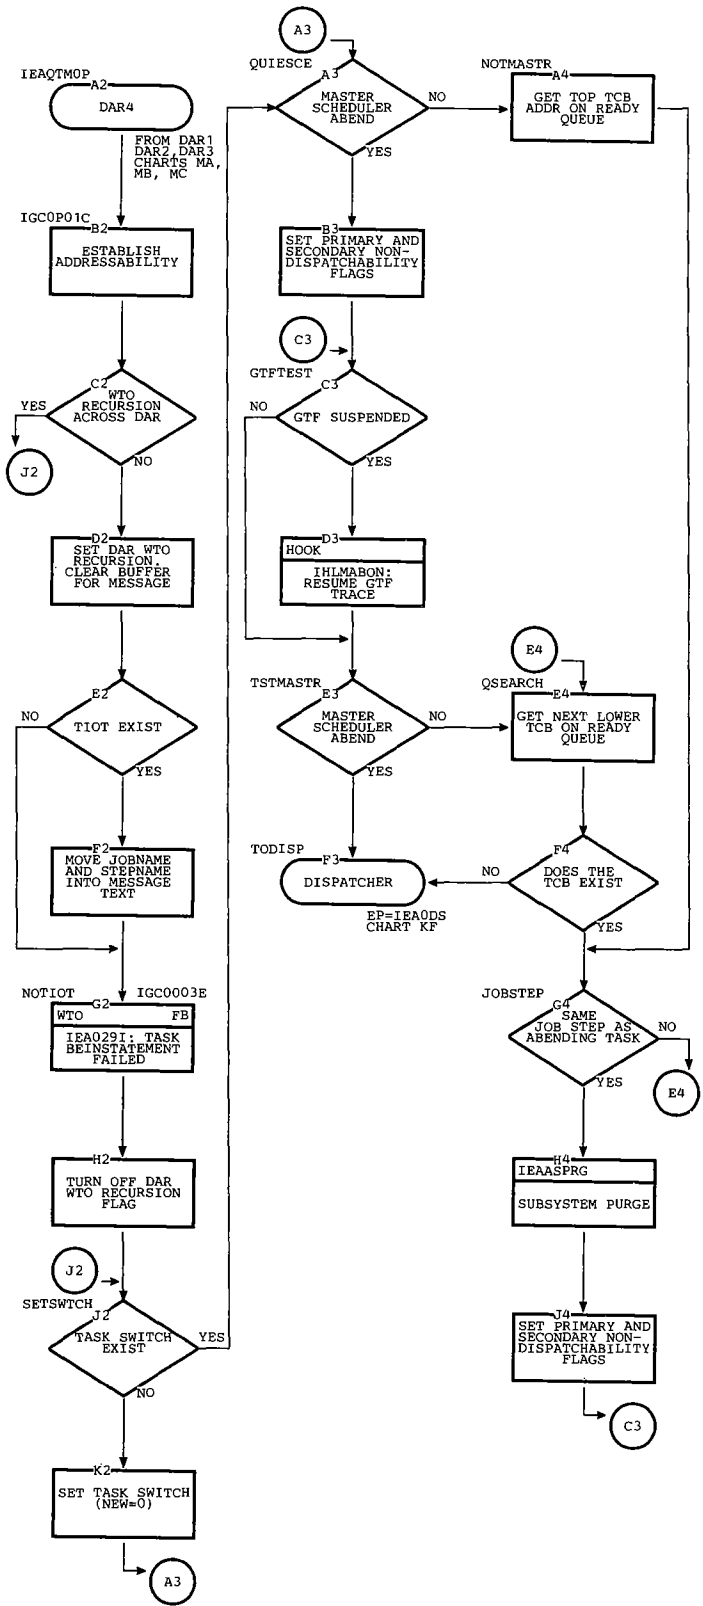 IEAQTM0P
A2
DAR4
FROM DAR1
DAR2,DAR3
CHARTS MA,
MB, MC
IGC0P01C
B2
ESTABLISH
ADDRESSABILITY
C2
WTO
RECURSION
ACROSS DAR
YES
NO
J2
D2
SET DAR WTO
RECURSION.
CLEAR BUFFER
FOR MESSAGE
E2
TIOT EXIST
NO
YES
F2
MOVE JOBNAME
AND STEPNAME
INTO MESSAGE
TEXT
NOTIOT
IGC0003E
G2
WTO FB
IEA029I: TASK
BEINSTATEMENT
FAILED
H2
TURN OFF DAR
WTO RECURSION
FLAG
J2
SETSWTCH
J2
TASK SWITCH
EXIST
YES
NO
K2
SET TASK SWITCH
(NEW=0)
A3
A3
QUIESCE
A3
MASTER
SCHEDULER
ABEND
NO
YES
B3
SET PRIMARY AND
SECONDARY NON-
DISPATCHABILITY
FLAGS
C3
GTFTEST
C3
GTF SUSPENDED
NO
YES
D3
HOOK
IHLMABON:
RESUME GTF
TRACE
TSTMASTR
E3
MASTER
SCHEDULER
ABEND
NO
YES
TODISP
F3
DISPATCHER
EP=IEA0DS
CHART KF
NOTMASTR
A4
GET TOP TCB
ADDR ON READY
QUEUE
E4
QSEARCH
E4
GET NEXT LOWER
TCB ON READY
QUEUE
F4
DOES THE
TCB EXIST
NO
YES
JOBSTEP
G4
SAME
JOB STEP AS
ABENDING TASK
NO
YES
E4
H4
IEAASPRG
SUBSYSTEM PURGE
J4
SET PRIMARY AND
SECONDARY NON-
DISPATCHABILITY
FLAGS
C3